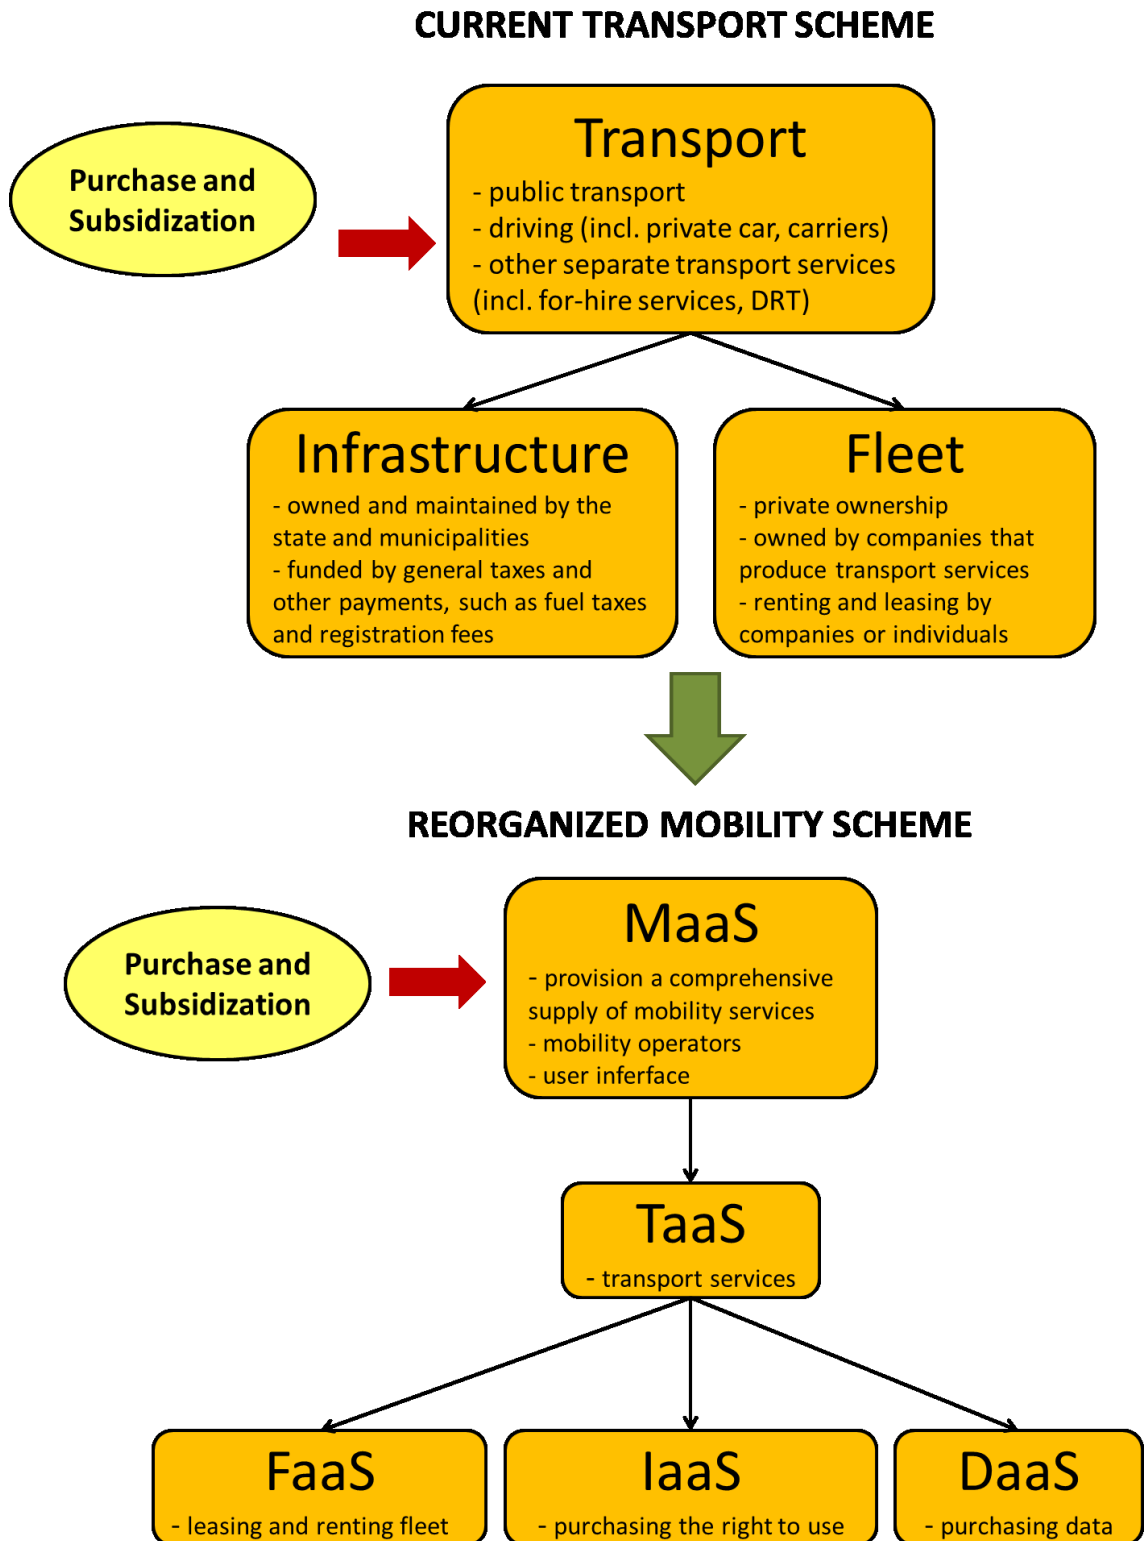 CURRENT TRANSPORT SCHEME
Transport
- public transport
- driving (incl. private car, carriers)
- other separate transport services
(incl. for-hire services, DRT)
Purchase and
Subsidization
Infrastructure
- owned and maintained by the
state and municipalities
- funded by general taxes and
other payments, such as fuel taxes
and registration fees
Fleet
- private ownership
- owned by companies that
produce transport services
- renting and leasing by
companies or individuals
REORGANIZED MOBILITY SCHEME
MaaS
- provision a comprehensive
supply of mobility services
- mobility operators
- user inferface
Purchase and
Subsidization
TaaS
- transport services
FaaS
- leasing and renting fleet
IaaS
- purchasing the right to use
DaaS
- purchasing data